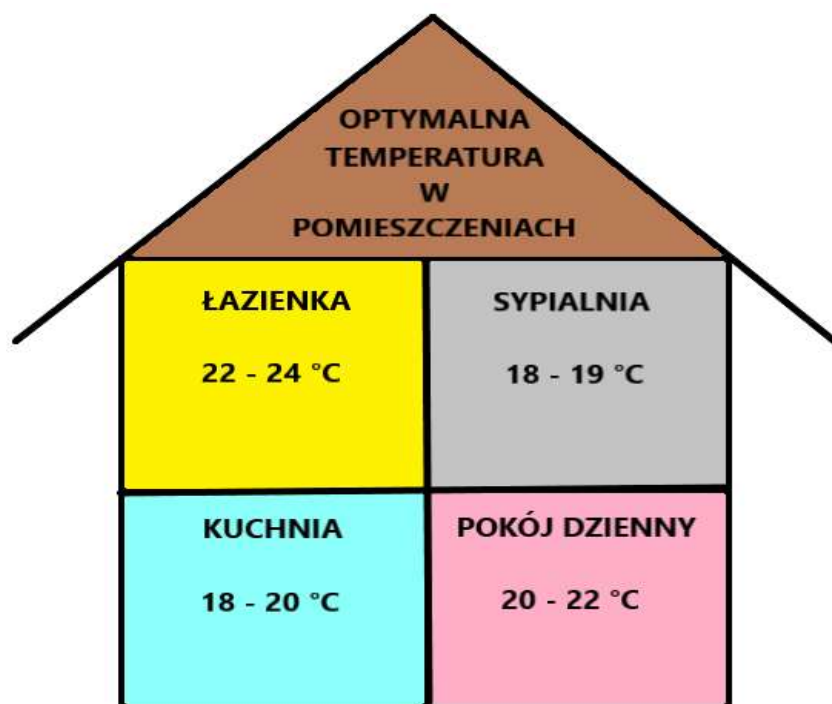 OPTYMALNA
TEMPERATURA
W
POMIESZCZENIACH
ŁAZIENKA
22 - 24 °C
SYPIALNIA
18 - 19 °C
KUCHNIA
18 - 20 °C
POKÓJ DZIENNY
20 - 22 °C